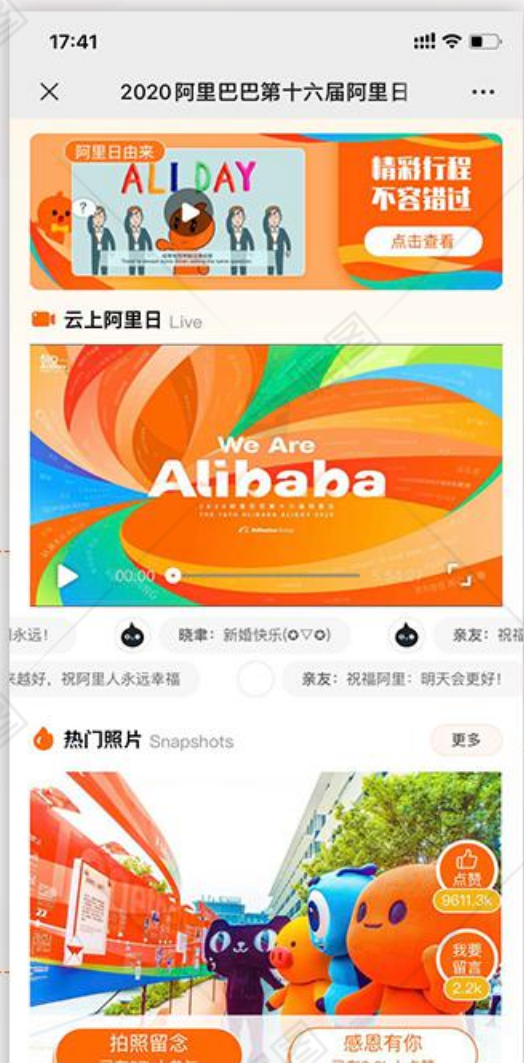 17:41
2020阿里巴巴第十六届阿里日
阿里日由来
ALI DAY
?
精彩行程
不容错过
点击查看
云上阿里日 Live
We Are
Alibaba
00:00
永远！
晓聿：新婚快乐(✪▽✪)
亲友：祝福
越好，祝阿里人永远幸福
亲友：祝福阿里：明天会更好！
热门照片 Snapshots
更多
点赞
9611.3k
我要
留言
2.2k
拍照留念
感恩有你